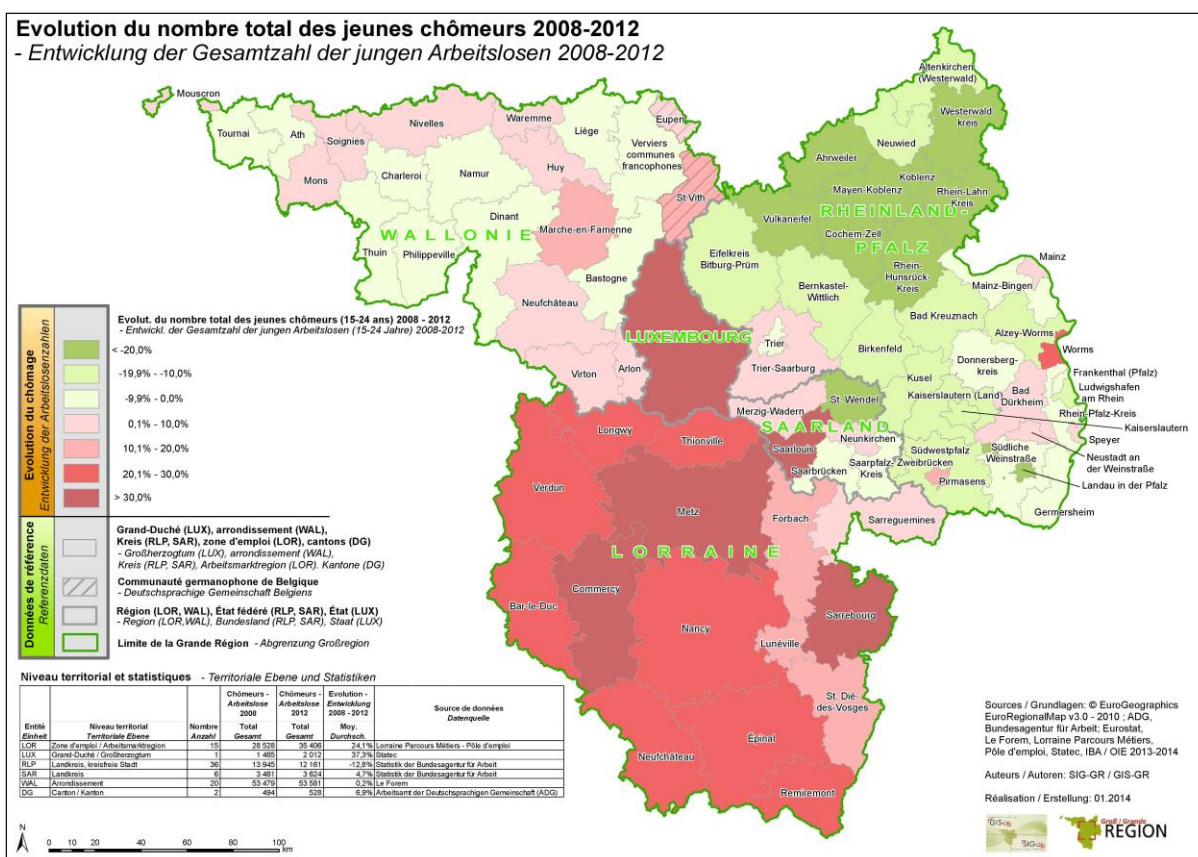 Evolution du nombre total des jeunes chômeurs 2008-2012
- Entwicklung der Gesamtzahl der jungen Arbeitslosen 2008-2012
Altenkirchen
(Westerwald)
Mouscron
Tournai
Ath
Soignies
Nivelles
Waremme
Liège
Eupen
Westerwald-
kreis
Neuwied
Verviers
communes
francophones
Mons
Charleroi
Namur
Huy
Ahrweiler
Koblenz
Mayen-Koblenz
Rhein-Lahn
Kreis
St Vith
Vulkaneifel
RHEINLAND-
PFALZ
Cochem-Zell
Dinant
WALLONIE
Marche-en-Famenne
Thuin
Philippeville
Bastogne
Eifelkreis
Bitburg-Prüm
Rhein-
Hunsrück-
Kreis
Mainz
Mainz-Bingen
Bernkastel-
Wittlich
Neufchâteau
Bad Kreuznach
Alzey-Worms
Worms
LUXEMBOURG
Trier
Birkenfeld
Donnersberg-
kreis
Frankenthal (Pfalz)
Virton
Arlon
Trier-Saarburg
Kusel
Ludwigshafen
am Rhein
Bad
Dürkheim
St. Wendel
Kaiserslautern (Land)
Merzig-Wadern
SAARLAND
Rhein-Pfalz-Kreis
Kaiserslautern
Longwy
Thionville
Neunkirchen
Speyer
Saarlouis
Südwestpfalz
Südliche
Weinstraße
Neustadt an
der Weinstraße
Saarbrücken
Saarpfalz-
Kreis
Zweibrücken
Pirmasens
Landau in der Pfalz
Verdun
Metz
Forbach
Sarreguemines
Germersheim
LORRAINE
Commercy
Bar-le-Duc
Sarrebourg
Nancy
Lunéville
St. Dié-
des-Vosges
Épinal
Neufchâteau
Remiremont
Evolution du chômage
Entwicklung der Arbeitslosenzahlen
Evolut. du nombre total des jeunes chômeurs (15-24 ans) 2008 - 2012
- Entwickl. der Gesamtzahl der jungen Arbeitslosen (15-24 Jahre) 2008-2012
< -20,0%
-19,9% - -10,0%
-9,9% - 0,0%
0,1% - 10,0%
10,1% - 20,0%
20,1% - 30,0%
> 30,0%
Données de référence
Referenzdaten
Grand-Duché (LUX), arrondissement (WAL),
Kreis (RLP, SAR), zone d'emploi (LOR), cantons (DG)
- Großherzogtum (LUX), arrondissement (WAL),
Kreis (RLP, SAR), Arbeitsmarktregion (LOR). Kantone (DG)
Communauté germanophone de Belgique
- Deutschsprachige Gemeinschaft Belgiens
Région (LOR, WAL), État fédéré (RLP, SAR), État (LUX)
- Region (LOR,WAL), Bundesland (RLP, SAR), Staat (LUX)
Limite de la Grande Région - Abgrenzung Großregion
Niveau territorial et statistiques - Territoriale Ebene und Statistiken
Chômeurs - Arbeitslose 2008 Chômeurs - Arbeitslose 2012 Evolution - Entwicklung 2008 - 2012 Source de données Datenquelle
Entité Einheit Niveau territorial Territoriale Ebene Nombre Anzahl Total Gesamt Total Gesamt Moy. Durchsch.
LOR Zone d'emploi / Arbeitsmarktregion 15 28 528 35 406 24,1% Lorraine Parcours Métiers - Pôle d'emploi
LUX Grand-Duché / Großherzogtum 1 1 465 2 012 37,3% Statec
RLP Landkreis, kreisfreie Stadt 36 13 945 12 161 -12,8% Statistik der Bundesagentur für Arbeit
SAR Landkreis 6 3 461 3 624 4,7% Statistik der Bundesagentur für Arbeit
WAL Arrondissement 20 53 479 53 581 0,2% Le Forem
DG Canton / Kanton 2 494 528 6,9% Arbeitsamt der Deutschsprachigen Gemeinschaft (ADG)
N
0 10 20 40 60 80 100
km
Sources / Grundlagen: © EuroGeographics
EuroRegionalMap v3.0 - 2010 ; ADG,
Bundesagentur für Arbeit; Eurostat,
Le Forem, Lorraine Parcours Métiers,
Pôle d'emploi, Statec, IBA / OIE 2013-2014
Auteurs / Autoren: SIG-GR / GIS-GR
Réalisation / Erstellung: 01.2014
GIS-GR
SIG-GR
Groß / Grande
REGION